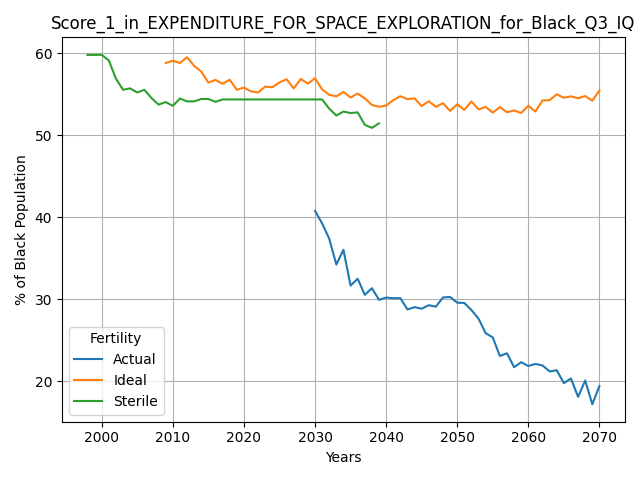 Score_1_in_EXPENDITURE_FOR_SPACE_EXPLORATION_for_Black_Q3_IQ
60
50
40
30
20
% of Black Population
Fertility
Actual
Ideal
Sterile
2000 2010 2020 2030 2040 2050 2060 2070
Years